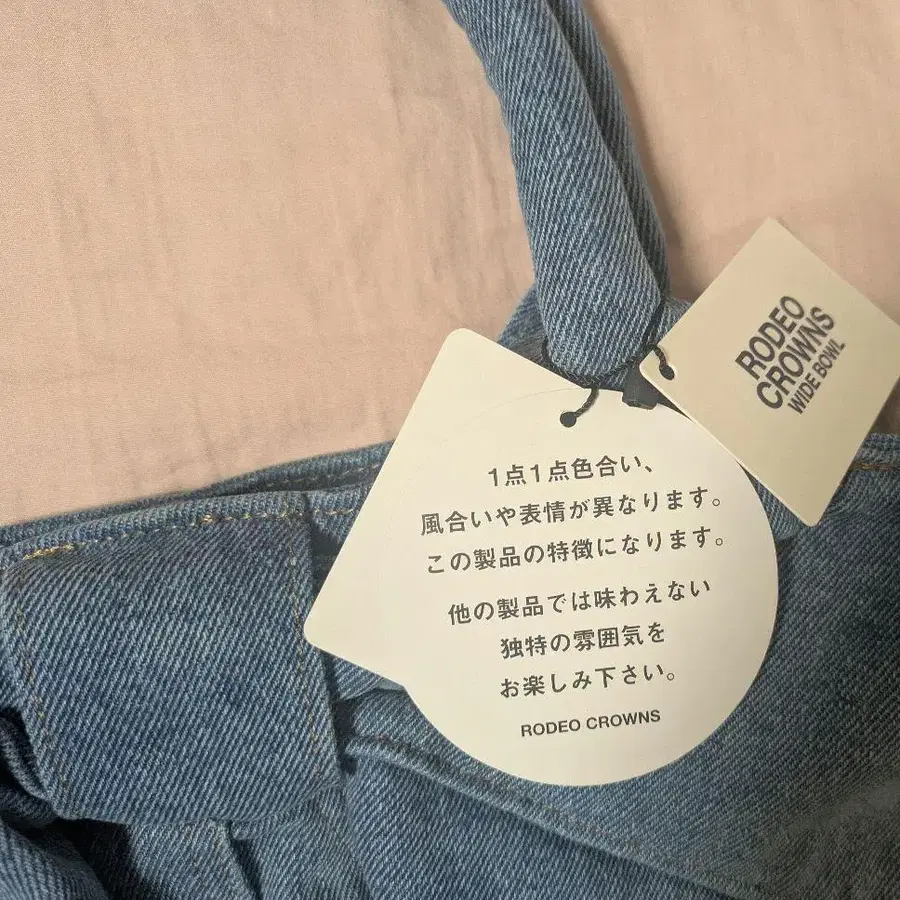 RODEO
CROWNS
WIDE BOWL
1点1点色合い、
風合いや表情が異なります。
この製品の特徴になります。
他の製品では味わえない
独特の雰囲気を
お楽しみ下さい。
RODEO CROWNS